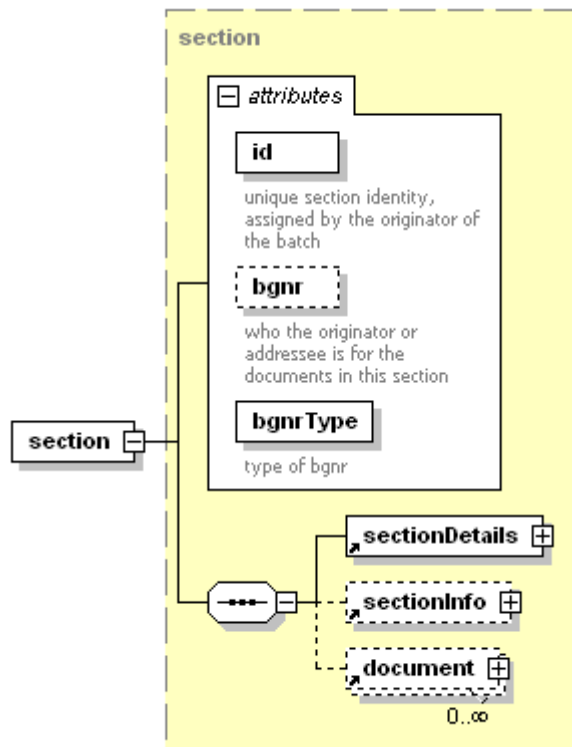 section
attributes
id
unique section identity,
assigned by the originator of
the batch
bgnr
who the originator or
addressee is for the
documents in this section
bgnrType
type of bgnr
section
sectionDetails
sectionInfo
document
0..∞